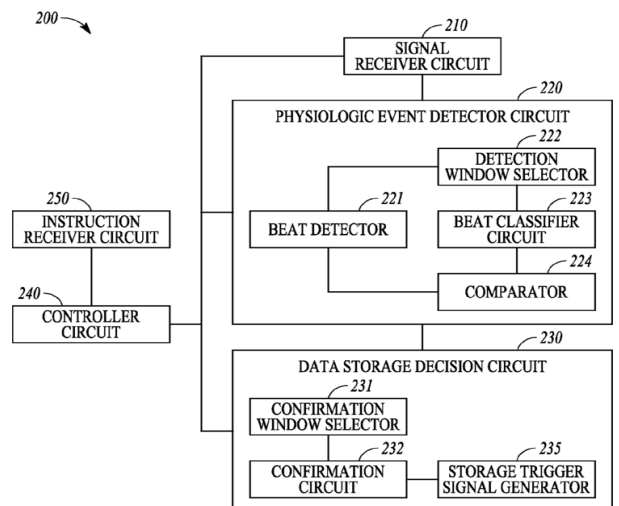 200
210
SIGNAL
RECEIVER CIRCUIT
220
PHYSIOLOGIC EVENT DETECTOR CIRCUIT
222
DETECTION
WINDOW SELECTOR
221
BEAT DETECTOR
223
BEAT CLASSIFIER
CIRCUIT
224
COMPARATOR
250
INSTRUCTION
RECEIVER CIRCUIT
240
CONTROLLER
CIRCUIT
230
DATA STORAGE DECISION CIRCUIT
231
CONFIRMATION
WINDOW SELECTOR
232
CONFIRMATION
CIRCUIT
235
STORAGE TRIGGER
SIGNAL GENERATOR